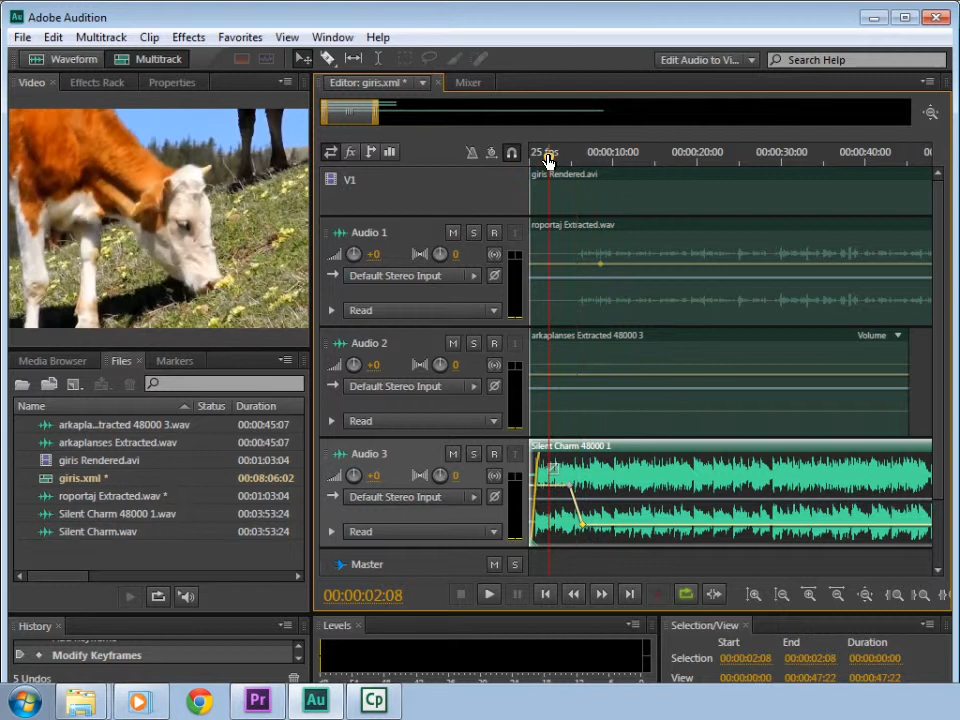 Au Adobe Audition
File Edit Multitrack Clip Effects Favorites View Window Help
Waveform Multitrack Edit Audio to Vi... Search Help
Video Effects Rack Properties Editor: giris.xml * Mixer
25 fps 00:00:10:00 00:00:20:00 00:00:30:00 00:00:40:00
V1 giris Rendered.avi
Audio 1 M S R I roportaj Extracted.wav
+0 0
Default Stereo Input
Read
Audio 2 M S R I arkaplanses Extracted 48000 3 Volume
+0 0
Default Stereo Input
Read
Audio 3 M S R I Silent Charm 48000 1
+0 0
Default Stereo Input
Read
Master M S
00:00:02:08
Media Browser Files Markers
Name Status Duration
arkapla...tracted 48000 3.wav 00:00:45:07
arkaplanses Extracted.wav 00:00:45:07
giris Rendered.avi 00:01:03:04
giris.xml * 00:08:06:02
roportaj Extracted.wav * 00:01:03:04
Silent Charm 48000 1.wav 00:03:53:24
Silent Charm.wav 00:03:53:24
History
Modify Keyframes
5 Undos
Levels
Selection/View
Start End Duration
Selection 00:00:02:08 00:00:02:08 00:00:00:00
View 00:00:00:00 00:00:47:22 00:00:47:22
Pr Au Cp